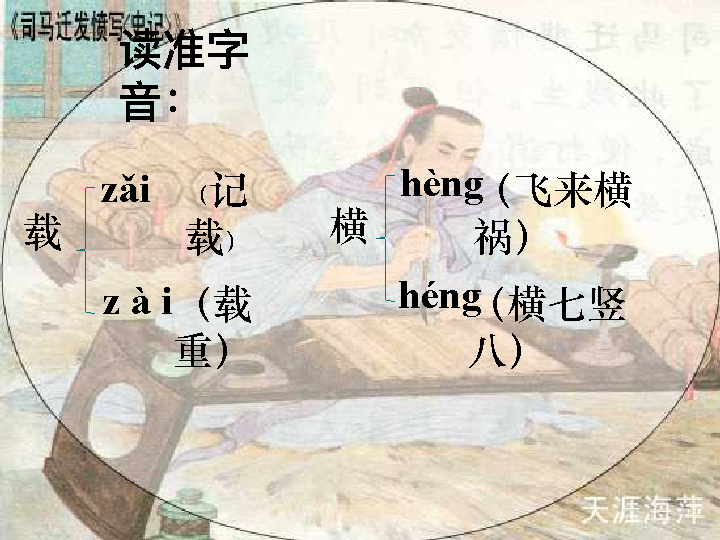 《司马迁发愤写《史记》》
读准字
音：
载
zǎi （记
载）
z à i （载
重）
横
hèng（飞来横
祸）
héng（横七竖
八）
天涯海萍